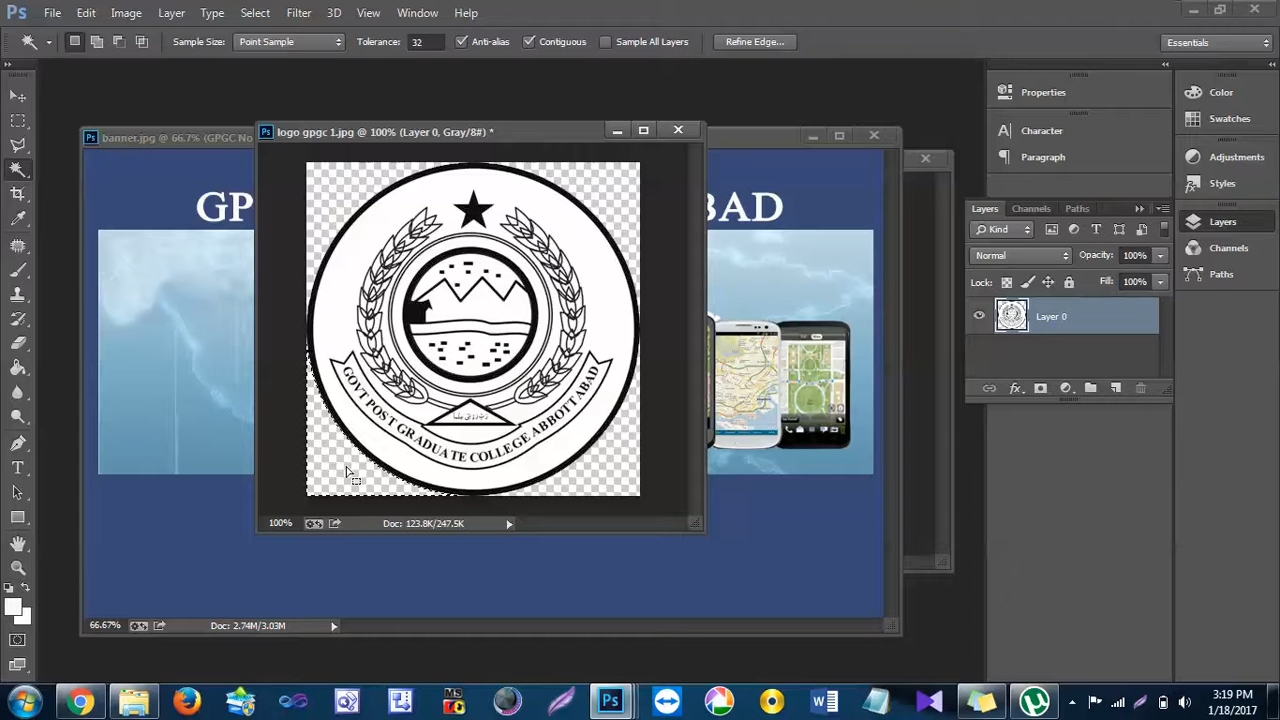 Ps File Edit Image Layer Type Select Filter 3D View Window Help
Sample Size: Point Sample Tolerance: 32 Anti-alias Contiguous Sample All Layers Refine Edge... Essentials
banner.jpg @ 66.7% (GPGC No
logo gpgc 1.jpg @ 100% (Layer 0, Gray/8#) *
GP
BAD
GOVT POST GRADUATE COLLEGE ABBOTTABAD
100% Doc: 123.8K/247.5K
66.67% Doc: 2.74M/3.03M
Properties
Character
Paragraph
Layers Channels Paths
Kind
Normal Opacity: 100%
Lock: Fill: 100%
Layer 0
Color
Swatches
Adjustments
Styles
Layers
Channels
Paths
MS
Ps
W
3:19 PM
1/18/2017